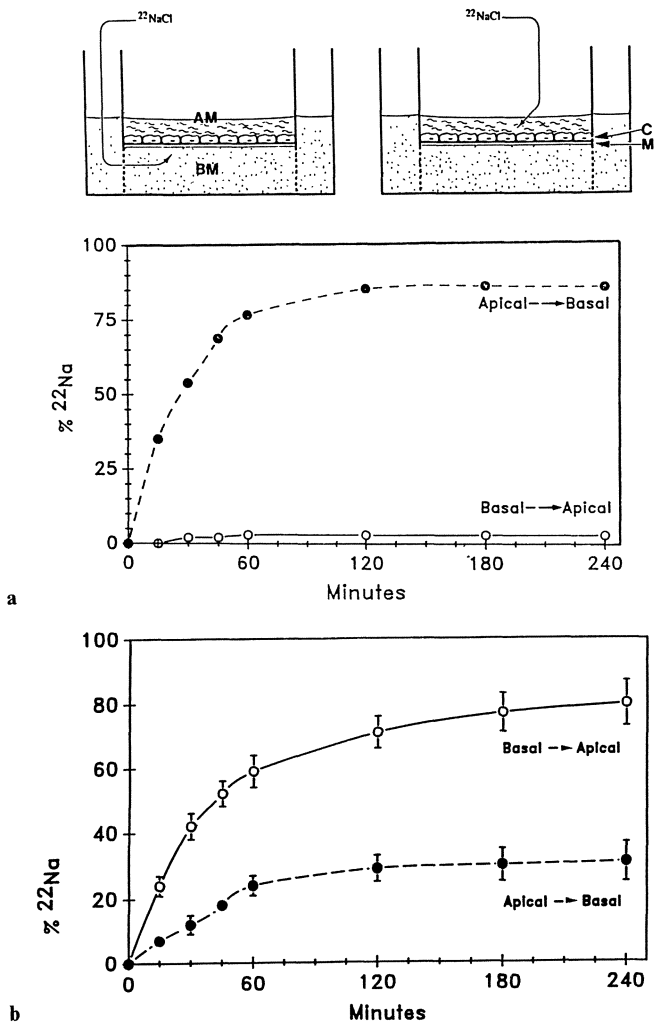 ²²NaCl
²²NaCl
AM
BM
C
M
100
75
50
25
0
% ²²Na
Apical→Basal
Basal→Apical
0 60 120 180 240
Minutes
a
100
80
60
40
20
0
% ²²Na
Basal → Apical
Apical → Basal
0 60 120 180 240
Minutes
b